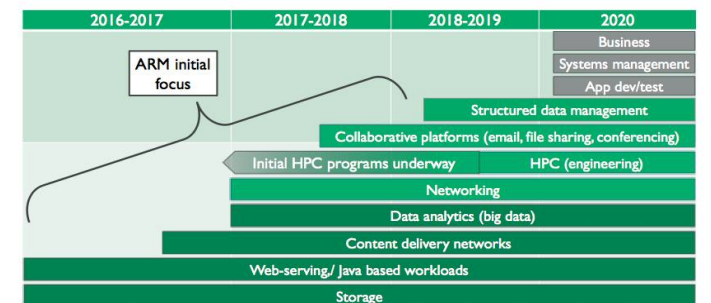 2016-2017 2017-2018 2018-2019 2020
Business
ARM initial
focus
Systems management
App dev/test
Structured data management
Collaborative platforms (email, file sharing, conferencing)
Initial HPC programs underway HPC (engineering)
Networking
Data analytics (big data)
Content delivery networks
Web-serving,/ Java based workloads
Storage